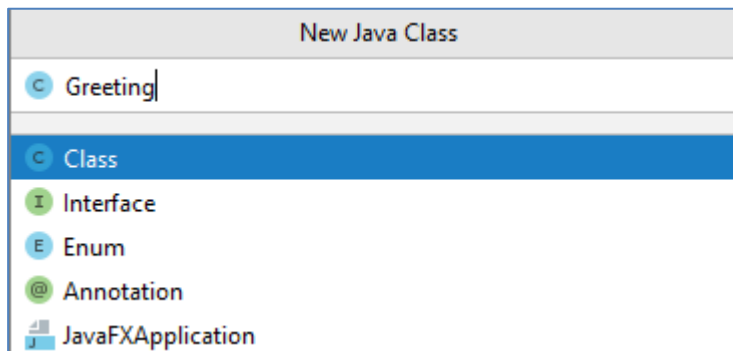 New Java Class
C Greeting
C Class
I Interface
E Enum
@ Annotation
J JavaFXApplication